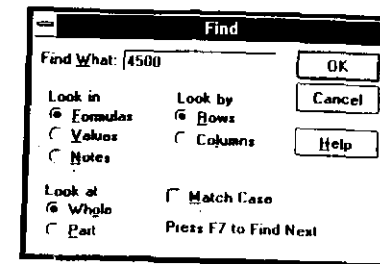 Find
Find What: 4500
OK
Cancel
Help
Look in
Formulas
Values
Notes
Look by
Rows
Columns
Look at
Whole
Part
Match Case
Press F7 to Find Next